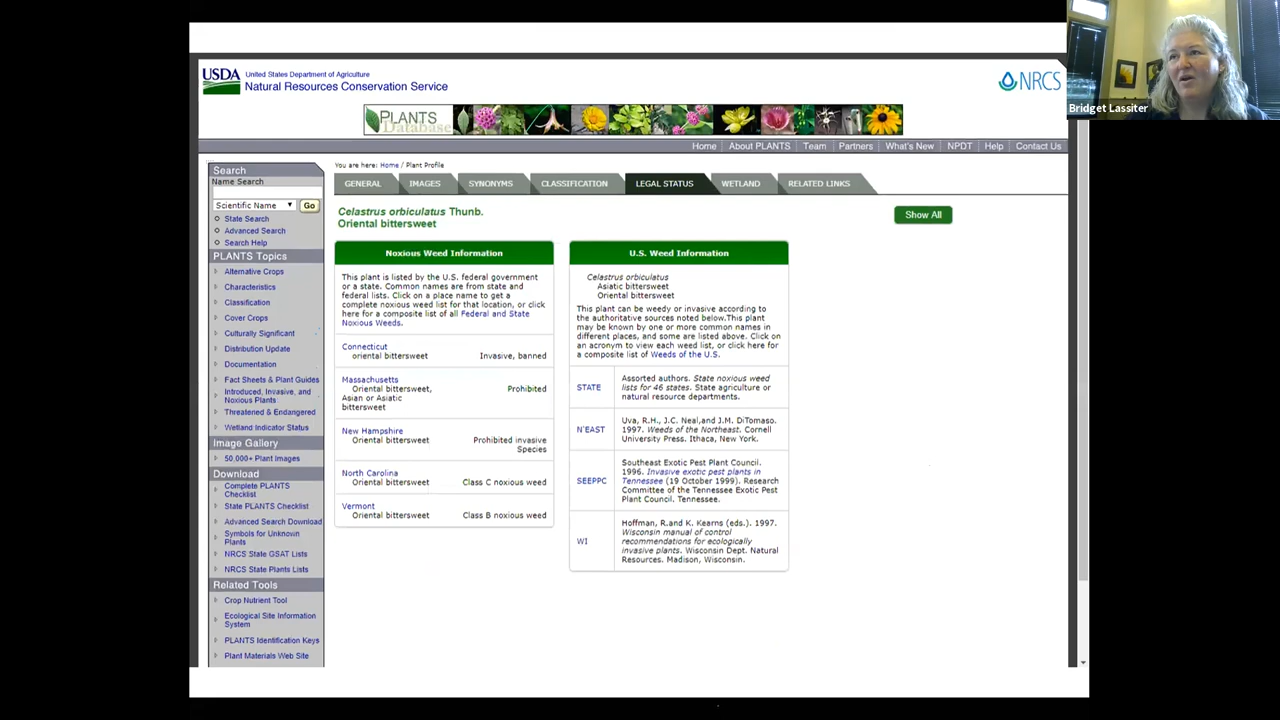 Bridget Lassiter
USDA
United States Department of Agriculture
Natural Resources Conservation Service
NRCS
PLANTS
Database
Home
About PLANTS
Team
Partners
What's New
NPDT
Help
Contact Us
Search
Name Search
Scientific Name
Go
State Search
Advanced Search
Search Help
PLANTS Topics
Alternative Crops
Characteristics
Classification
Cover Crops
Culturally Significant
Distribution Update
Documentation
Fact Sheets & Plant Guides
Introduced, Invasive, and
Noxious Plants
Threatened & Endangered
Wetland Indicator Status
Image Gallery
50,000+ Plant Images
Download
Complete PLANTS
Checklist
State PLANTS Checklist
Advanced Search Download
Symbols for Unknown
Plants
NRCS State GSAT Lists
NRCS State Plants Lists
Related Tools
Crop Nutrient Tool
Ecological Site Information
System
PLANTS Identification Keys
Plant Materials Web Site
You are here: Home / Plant Profile
GENERAL
IMAGES
SYNONYMS
CLASSIFICATION
LEGAL STATUS
WETLAND
RELATED LINKS
Celastrus orbiculatus Thunb.
Oriental bittersweet
Show All
Noxious Weed Information
This plant is listed by the U.S. federal government
or a state. Common names are from state and
federal lists. Click on a place name to get a
complete noxious weed list for that location, or click
here for a composite list of all Federal and State
Noxious Weeds.
Connecticut
oriental bittersweet Invasive, banned
Massachusetts
Oriental bittersweet, Prohibited
Asian or Asiatic
bittersweet
New Hampshire
Oriental bittersweet Prohibited invasive
Species
North Carolina
Oriental bittersweet Class C noxious weed
Vermont
Oriental bittersweet Class B noxious weed
U.S. Weed Information
Celastrus orbiculatus
Asiatic bittersweet
Oriental bittersweet
This plant can be weedy or invasive according to
the authoritative sources noted below.This plant
may be known by one or more common names in
different places, and some are listed above. Click on
an acronym to view each weed list, or click here for
a composite list of Weeds of the U.S.
STATE
Assorted authors. State noxious weed
lists for 46 states. State agriculture or
natural resource departments.
N'EAST
Uva, R.H., J.C. Neal,and J.M. DiTomaso.
1997. Weeds of the Northeast. Cornell
University Press. Ithaca, New York.
SEEPPC
Southeast Exotic Pest Plant Council.
1996. Invasive exotic pest plants in
Tennessee (19 October 1999). Research
Committee of the Tennessee Exotic Pest
Plant Council. Tennessee.
WI
Hoffman, R.and K. Kearns (eds.). 1997.
Wisconsin manual of control
recommendations for ecologically
invasive plants. Wisconsin Dept. Natural
Resources. Madison, Wisconsin.